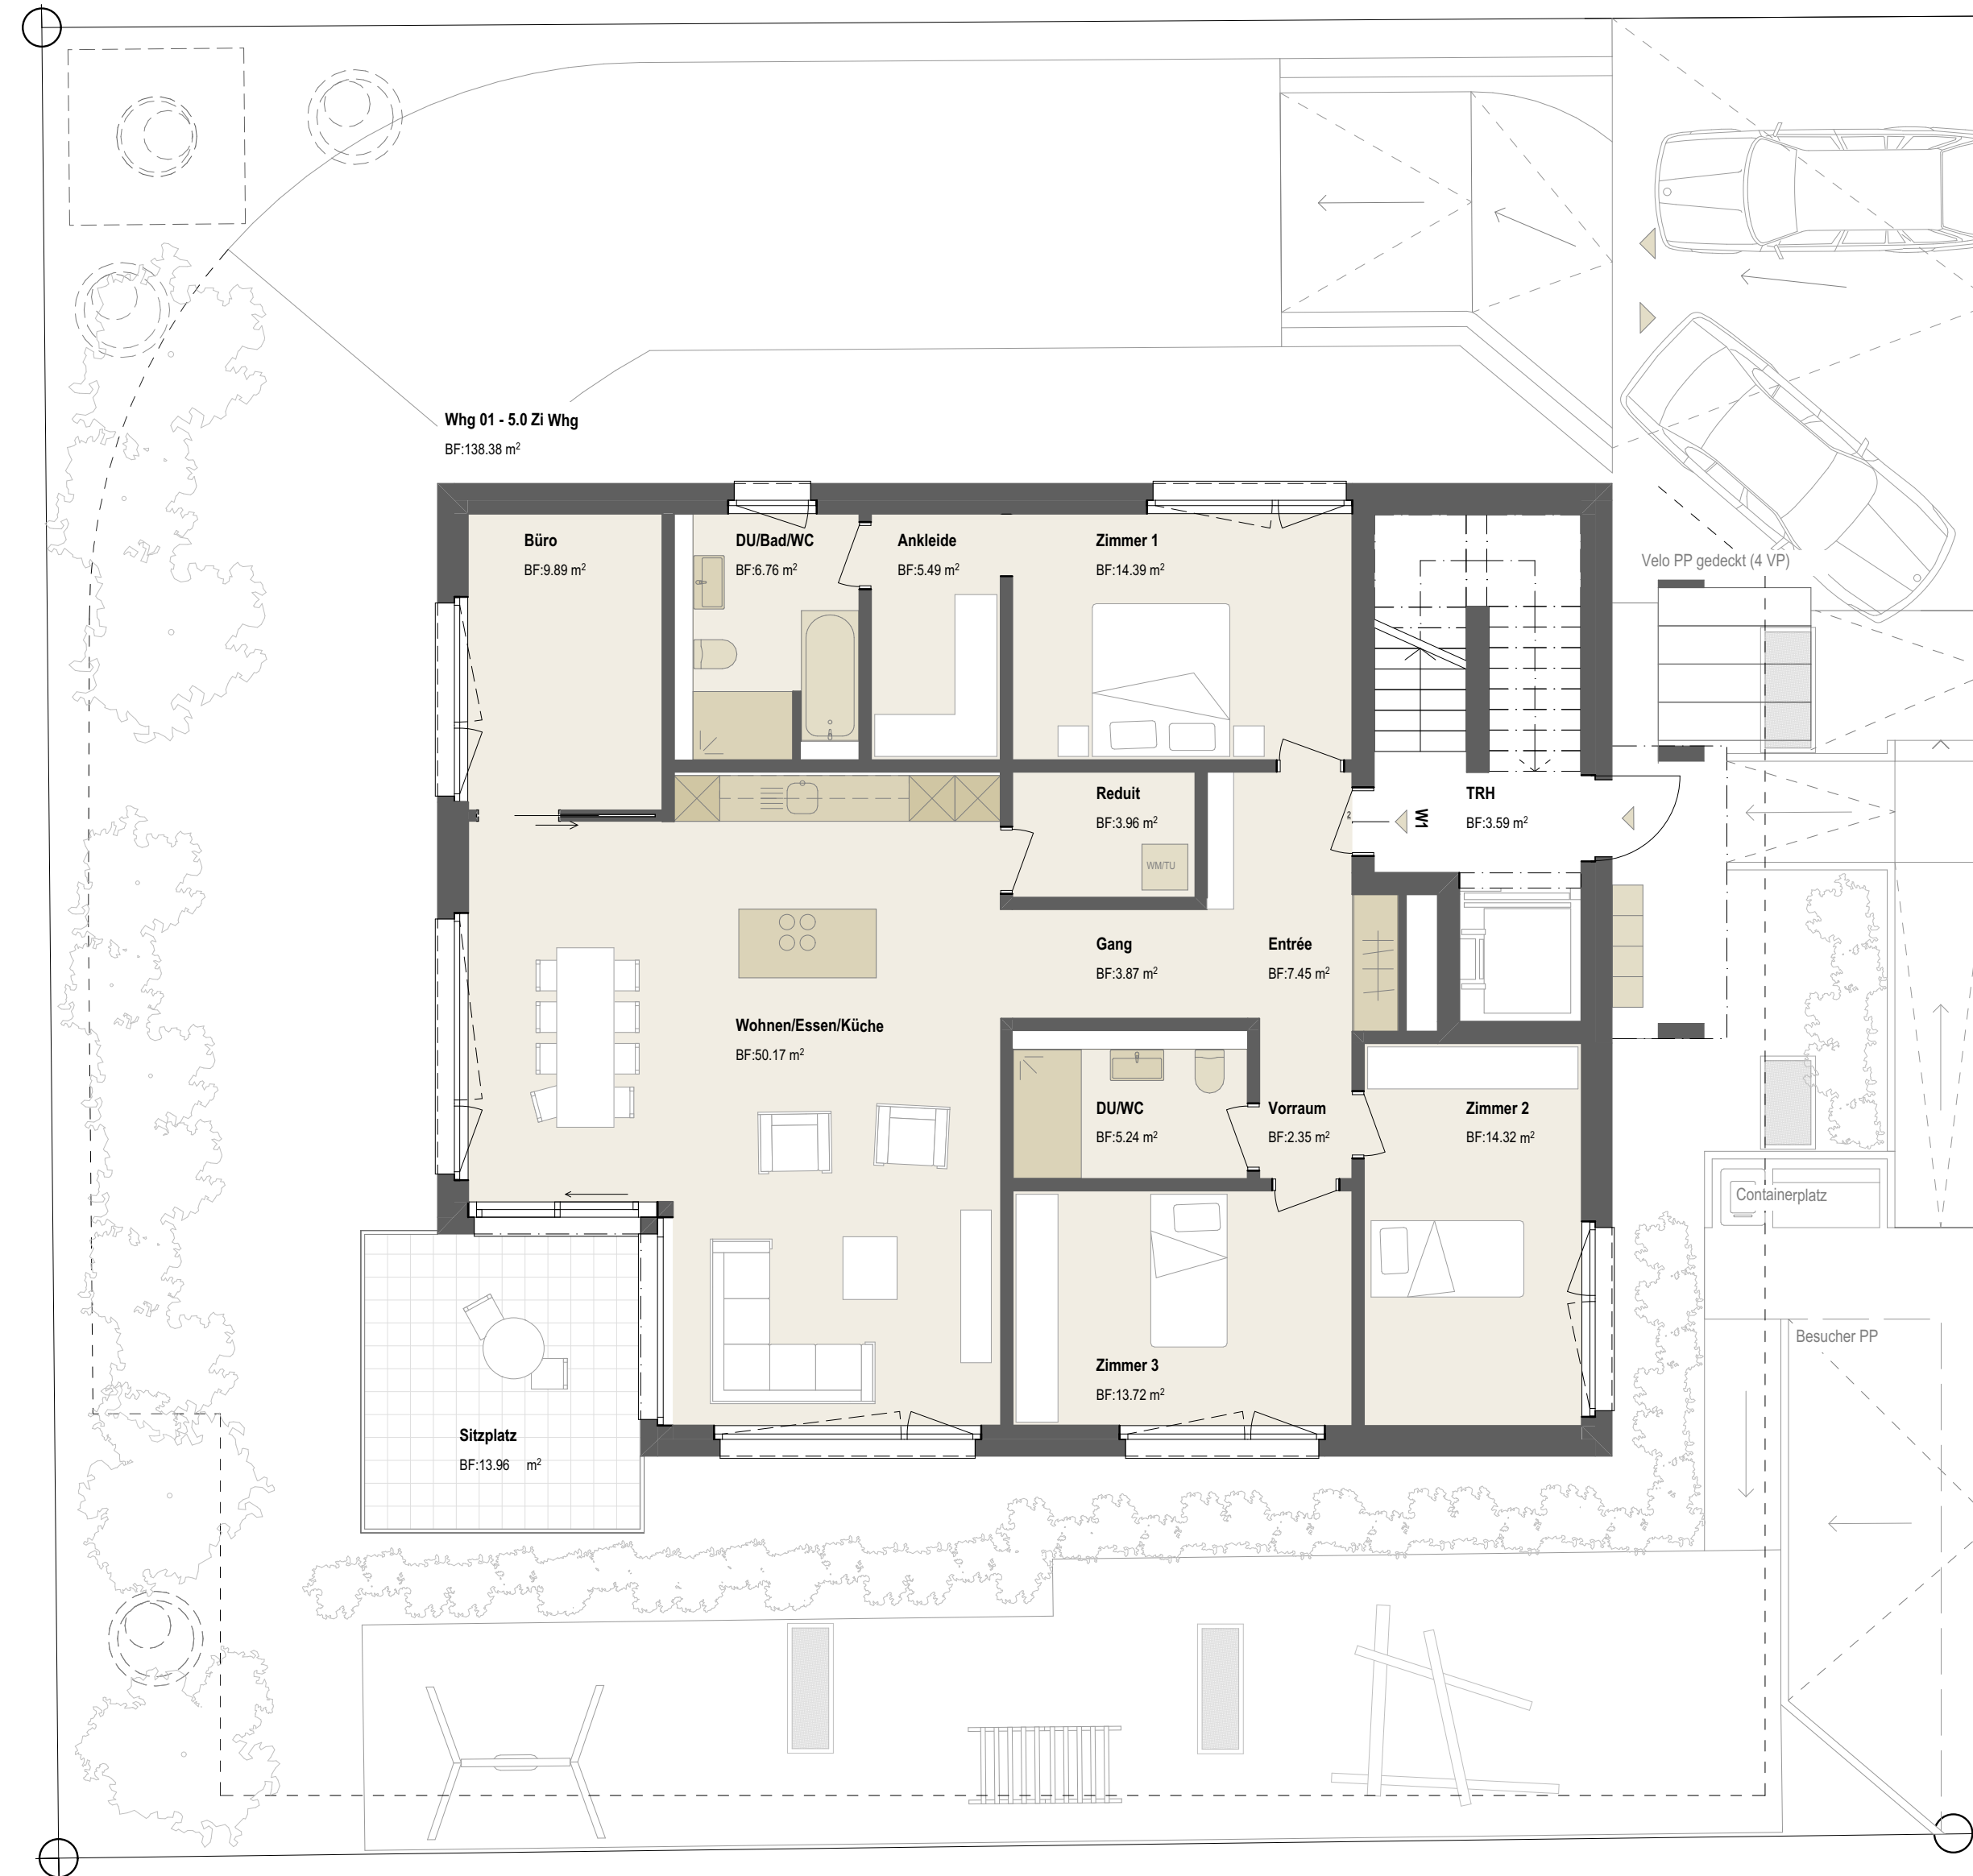 Whg 01 - 5.0 Zi Whg
BF:138.38 m²
Büro
BF:9.89 m²
DU/Bad/WC
BF:6.76 m²
Ankleide
BF:5.49 m²
Zimmer 1
BF:14.39 m²
Velo PP gedeckt (4 VP)
Reduit
BF:3.96 m²
WM/TU
2
W1
TRH
BF:3.59 m²
Gang
BF:3.87 m²
Entrée
BF:7.45 m²
Wohnen/Essen/Küche
BF:50.17 m²
DU/WC
BF:5.24 m²
Vorraum
BF:2.35 m²
Zimmer 2
BF:14.32 m²
Containerplatz
Besucher PP
Zimmer 3
BF:13.72 m²
Sitzplatz
BF:13.96 m²